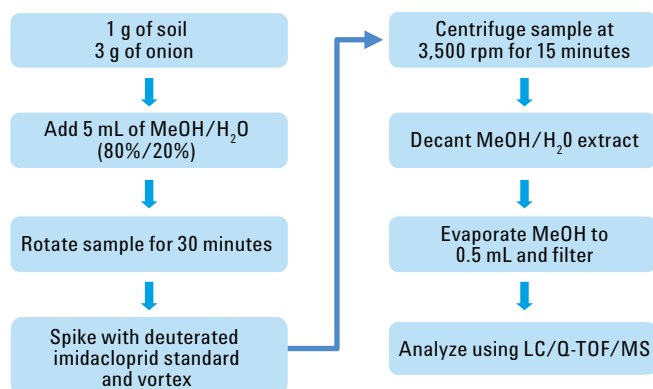 1 g of soil
3 g of onion
Add 5 mL of MeOH/H₂O
(80%/20%)
Rotate sample for 30 minutes
Spike with deuterated
imidacloprid standard
and vortex
Centrifuge sample at
3,500 rpm for 15 minutes
Decant MeOH/H₂0 extract
Evaporate MeOH to
0.5 mL and filter
Analyze using LC/Q-TOF/MS